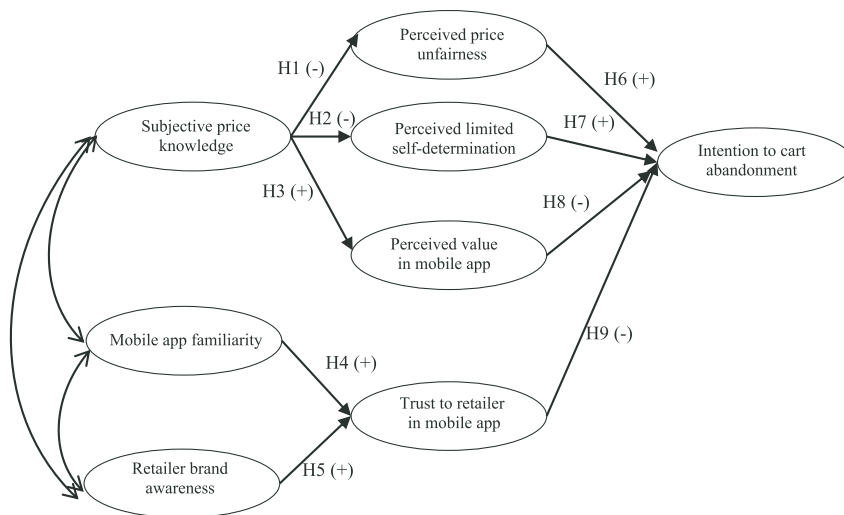 Perceived price
unfairness
H1 (-)
H6 (+)
H2 (-)
H7 (+)
Subjective price
knowledge
Perceived limited
self-determination
Intention to cart
abandonment
H3 (+)
H8 (-)
Perceived value
in mobile app
Mobile app familiarity
H9 (-)
H4 (+)
Trust to retailer
in mobile app
H5 (+)
Retailer brand
awareness